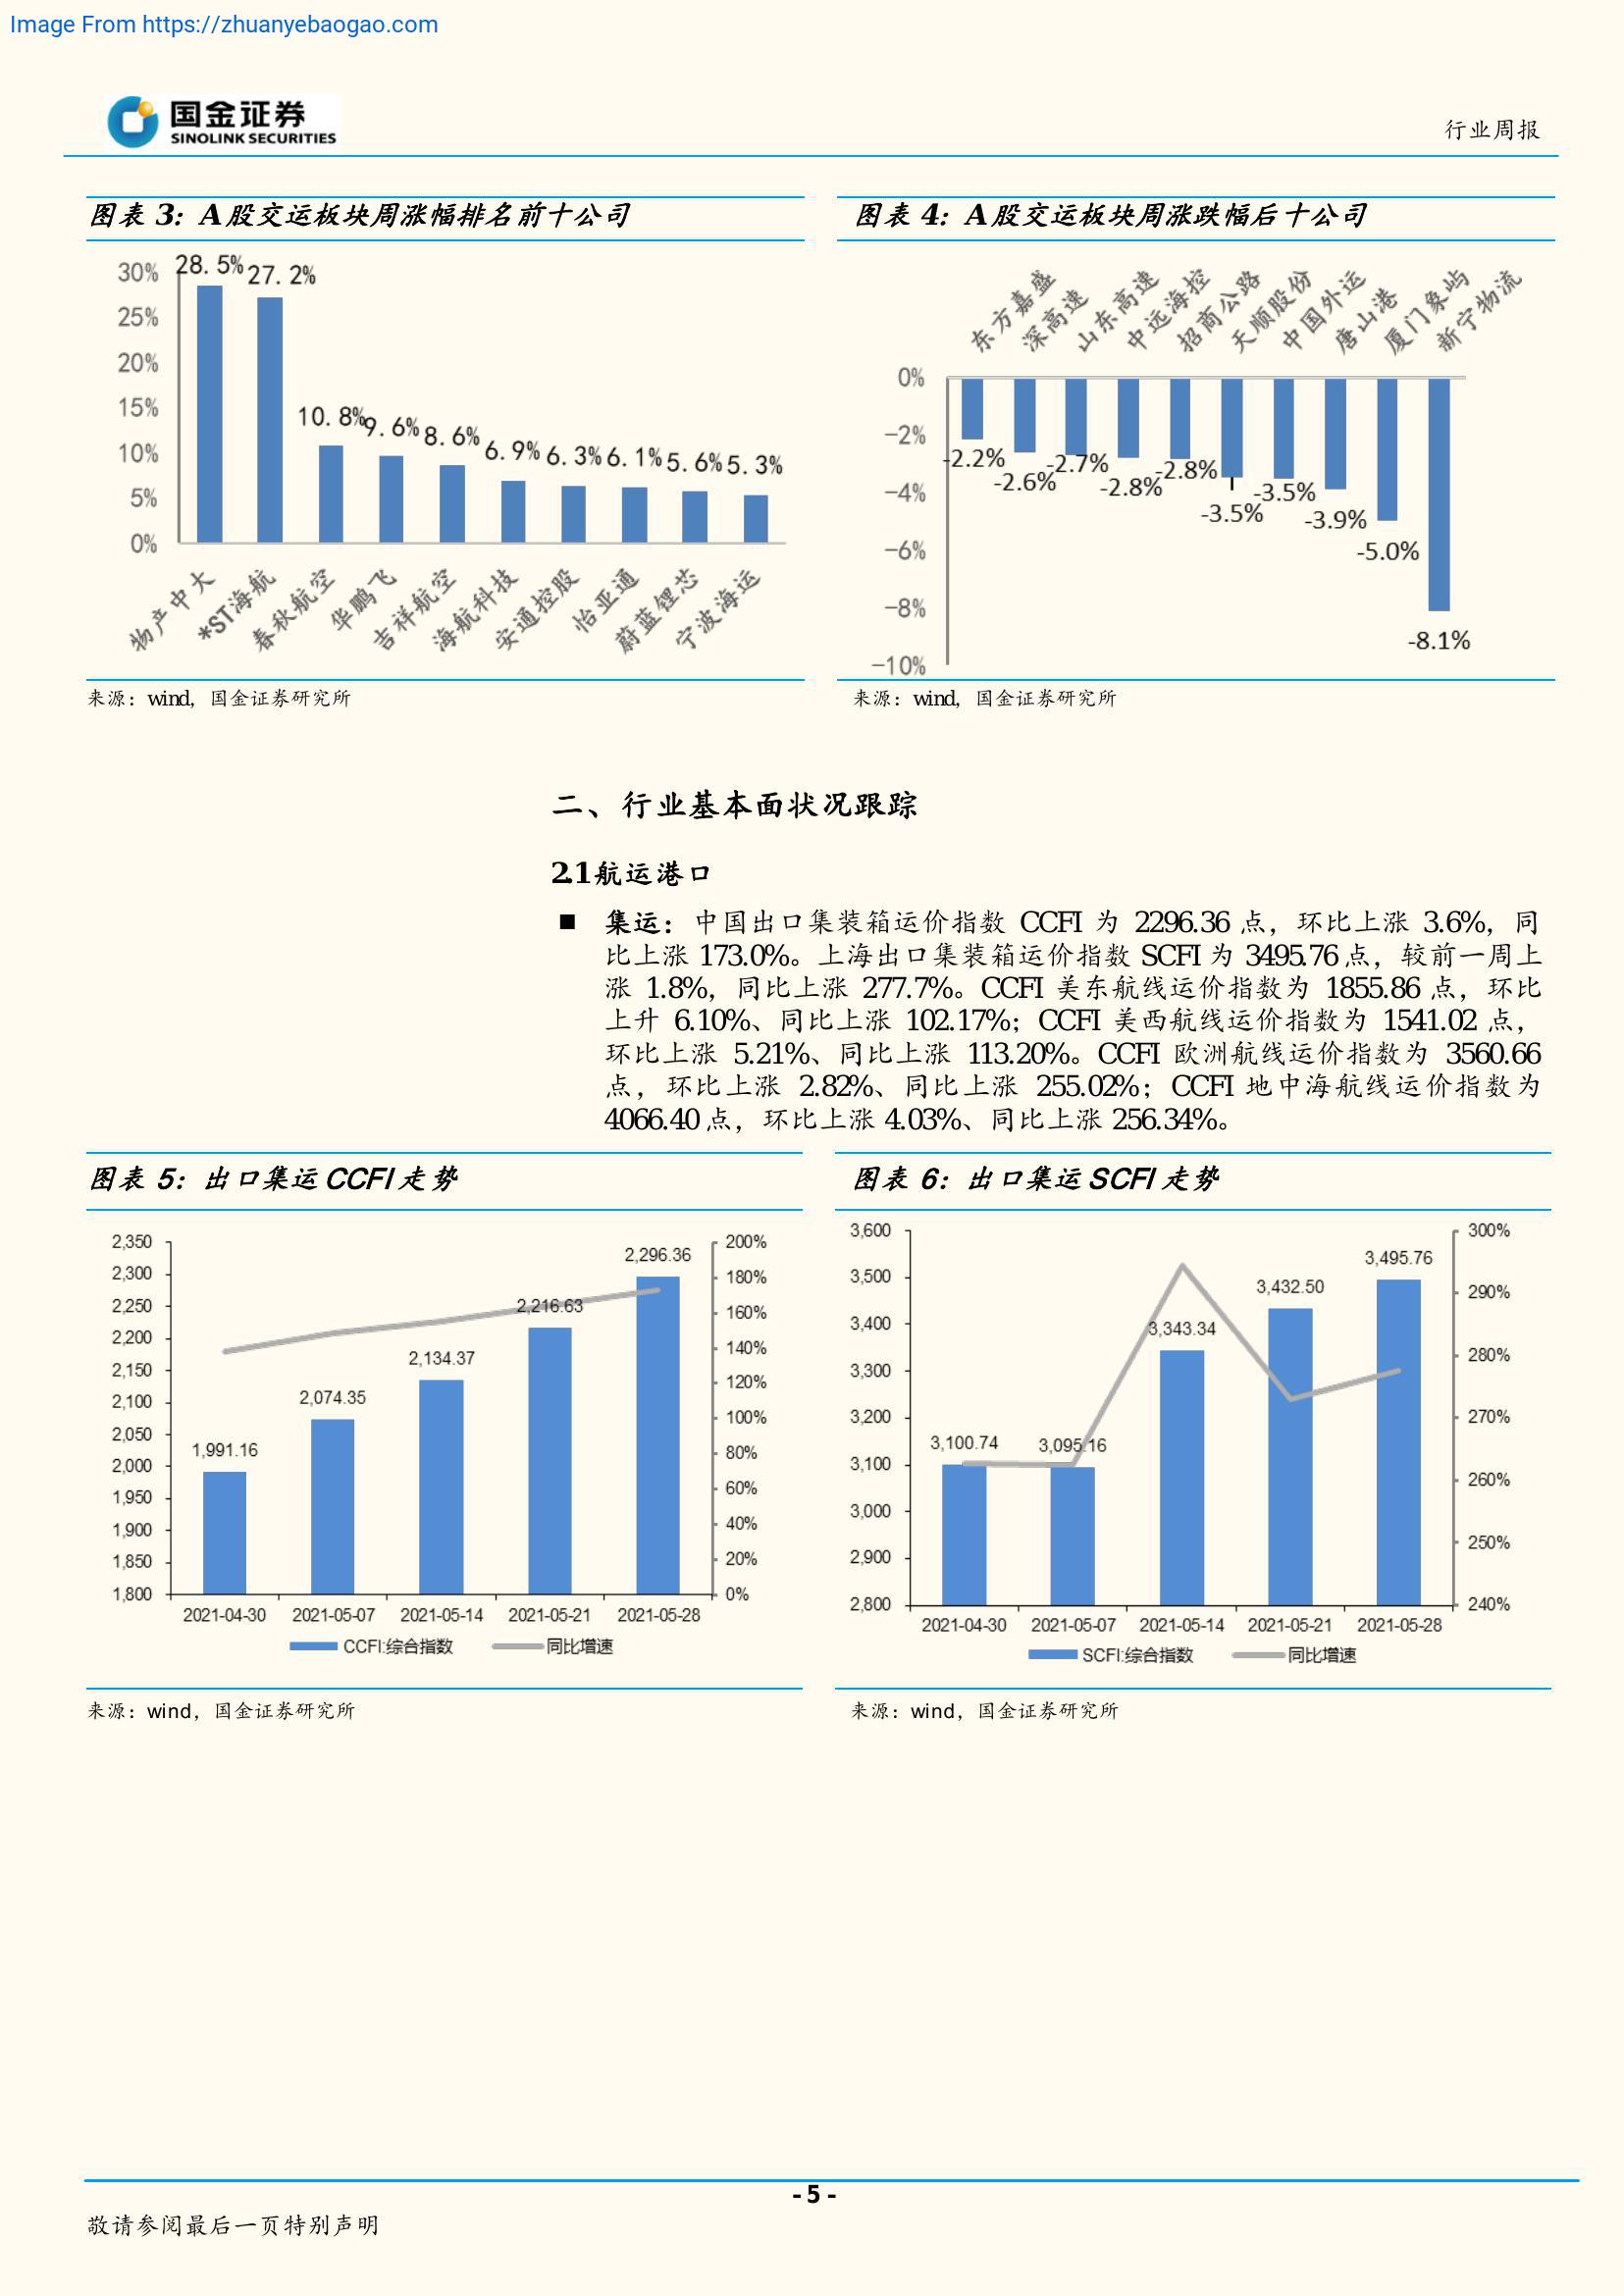 Image From https://zhuanyebaogao.com
国金证券
SINOLINK SECURITIES
行业周报
图表 3：A股交运板块周涨幅排名前十公司
30%
25%
20%
15%
10%
5%
0%
28.5%
27.2%
10.8%
9.6%
8.6%
6.9%
6.3%
6.1%
5.6%
5.3%
物产中大
*ST海航
春秋航空
华鹏飞
吉祥航空
海航科技
安通控股
怡亚通
蔚蓝锂芯
宁波海运
来源：wind，国金证券研究所
图表 4：A股交运板块周涨跌幅后十公司
东方嘉盛
深高速
山东高速
中远海控
招商公路
天顺股份
中国外运
唐山港
厦门象屿
新宁物流
0%
-2%
-4%
-6%
-8%
-10%
-2.2%
-2.6%
-2.7%
-2.8%
-2.8%
-3.5%
-3.5%
-3.9%
-5.0%
-8.1%
来源：wind，国金证券研究所
二、行业基本面状况跟踪
2.1航运港口
■ 集运：中国出口集装箱运价指数 CCFI 为 2296.36 点，环比上涨 3.6%，同
比上涨 173.0%。上海出口集装箱运价指数 SCFI 为 3495.76 点，较前一周上
涨 1.8%，同比上涨 277.7%。CCFI 美东航线运价指数为 1855.86 点，环比
上升 6.10%、同比上涨 102.17%；CCFI 美西航线运价指数为 1541.02 点，
环比上涨 5.21%、同比上涨 113.20%。CCFI 欧洲航线运价指数为 3560.66
点，环比上涨 2.82%、同比上涨 255.02%；CCFI 地中海航线运价指数为
4066.40 点，环比上涨 4.03%、同比上涨 256.34%。
图表 5：出口集运 CCFI 走势
2,350
2,300
2,250
2,200
2,150
2,100
2,050
2,000
1,950
1,900
1,850
1,800
1,991.16
2,074.35
2,134.37
2,216.63
2,296.36
200%
180%
160%
140%
120%
100%
80%
60%
40%
20%
0%
2021-04-30 2021-05-07 2021-05-14 2021-05-21 2021-05-28
CCFI:综合指数 同比增速
来源：wind，国金证券研究所
图表 6：出口集运 SCFI 走势
3,600
3,500
3,400
3,300
3,200
3,100
3,000
2,900
2,800
3,100.74
3,095.16
3,343.34
3,432.50
3,495.76
300%
290%
280%
270%
260%
250%
240%
2021-04-30 2021-05-07 2021-05-14 2021-05-21 2021-05-28
SCFI:综合指数 同比增速
来源：wind，国金证券研究所
- 5 -
敬请参阅最后一页特别声明